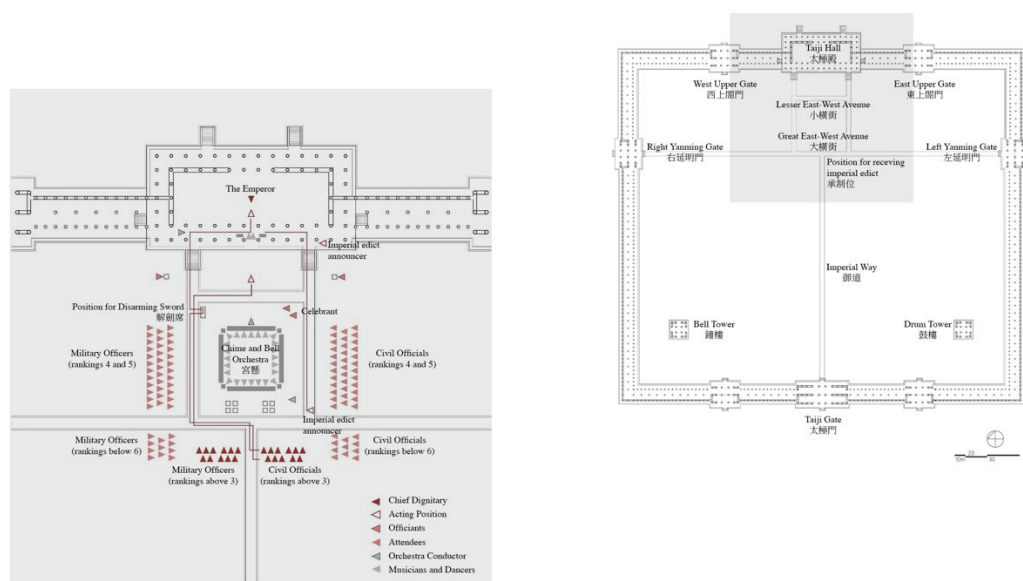 The Emperor
Imperial edict
announcer
Position for Disarming Sword
解劍席
Celebrant
Military Officers
(rankings 4 and 5)
Chime and Bell
Orchestra
宮懸
Civil Officials
(rankings 4 and 5)
Imperial edict
announcer
Military Officers
(rankings below 6)
Civil Officials
(rankings below 6)
Military Officers
(rankings above 3)
Civil Officials
(rankings above 3)
Chief Dignitary
Acting Position
Officiants
Attendees
Orchestra Conductor
Musicians and Dancers
Taiji Hall
太極殿
West Upper Gate
西上閤門
East Upper Gate
東上閤門
Lesser East-West Avenue
小橫街
Great East-West Avenue
大橫街
Right Yanming Gate
右延明門
Left Yanming Gate
左延明門
Position for receving
imperial edict
承制位
Imperial Way
御道
Bell Tower
鐘樓
Drum Tower
鼓樓
Taiji Gate
太極門
10m 20 30